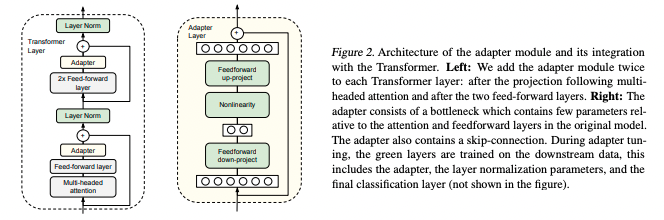 Layer Norm
Transformer
Layer
+
Adapter
2x Feed-forward
layer
Layer Norm
+
Adapter
Feed-forward layer
Multi-headed
attention
Adapter
Layer
+
Feedforward
up-project
Nonlinearity
Feedforward
down-project
Figure 2. Architecture of the adapter module and its integration
with the Transformer. Left: We add the adapter module twice
to each Transformer layer: after the projection following multi-
headed attention and after the two feed-forward layers. Right: The
adapter consists of a bottleneck which contains few parameters rel-
ative to the attention and feedforward layers in the original model.
The adapter also contains a skip-connection. During adapter tun-
ing, the green layers are trained on the downstream data, this
includes the adapter, the layer normalization parameters, and the
final classification layer (not shown in the figure).